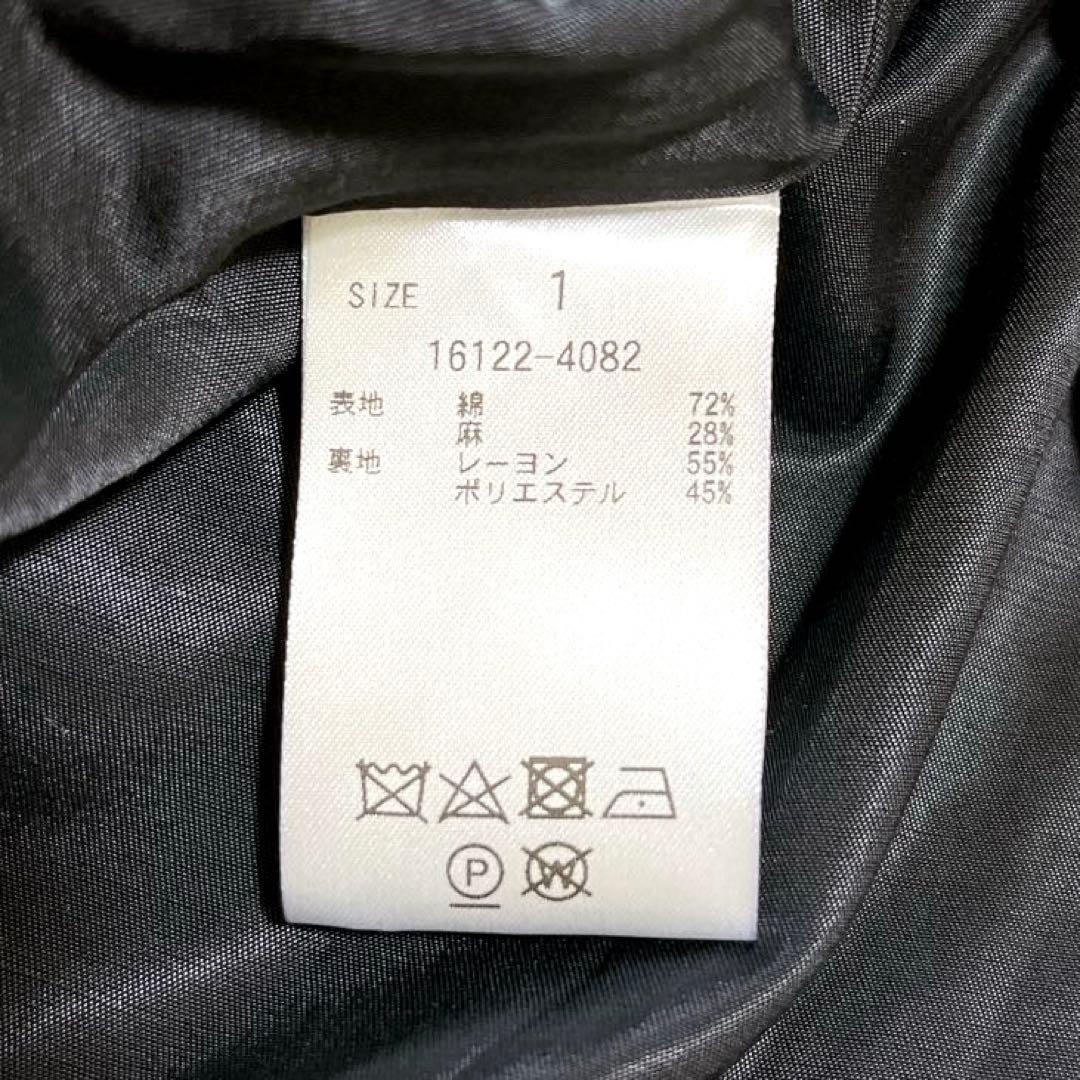 SIZE 1
16122-4082
表地 綿 72%
麻 28%
裏地 レーヨン 55%
ポリエステル 45%
P W